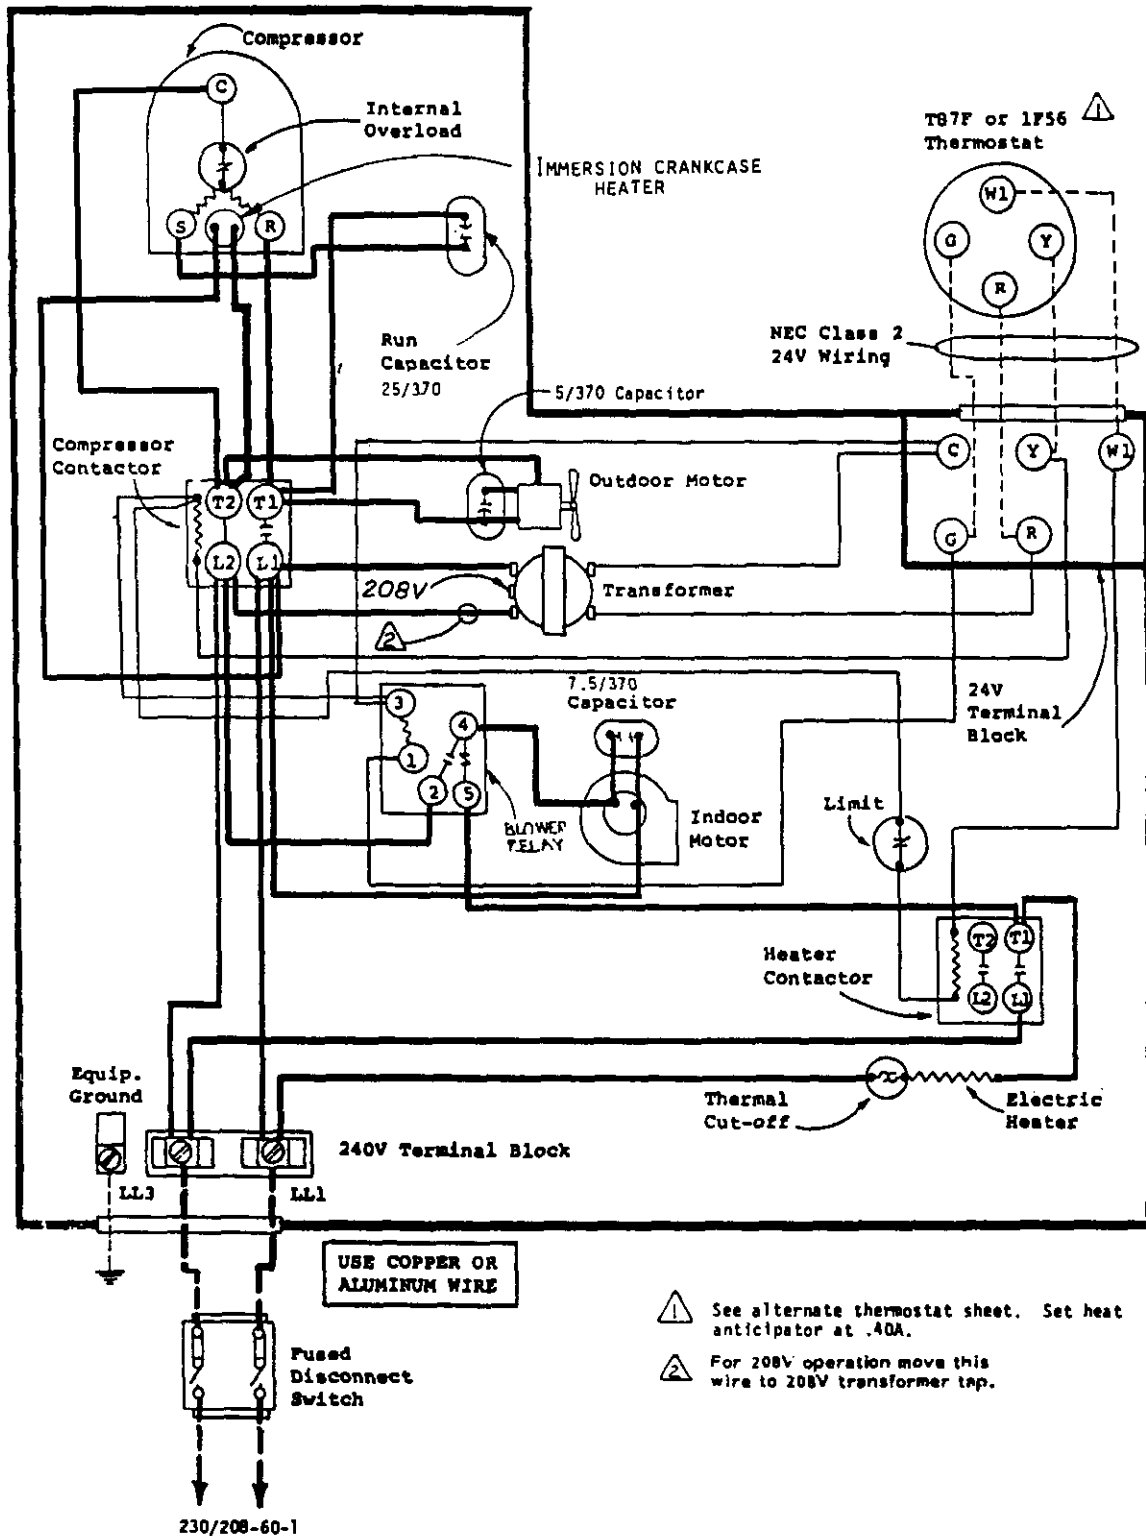 Compressor
C
Internal
Overload
IMMERSION CRANKCASE
HEATER
S
R
T87F or 1F56
Thermostat
1
W1
G
Y
R
NEC Class 2
24V Wiring
Run
Capacitor
25/370
5/370 Capacitor
Compressor
Contactor
C
Y
W1
T2
T1
Outdoor Motor
G
R
L2
L1
208V
Transformer
2
7.5/370
Capacitor
24V
Terminal
Block
3
4
1
2
5
BLOWER
RELAY
Indoor
Motor
Limit
Heater
Contactor
T2
T1
L2
L1
Equip.
Ground
Thermal
Cut-off
Electric
Heater
240V Terminal Block
LL3
LL1
USE COPPER OR
ALUMINUM WIRE
1 See alternate thermostat sheet. Set heat
anticipator at .40A.
2 For 208V operation move this
wire to 208V transformer tap.
Fused
Disconnect
Switch
230/208-60-1